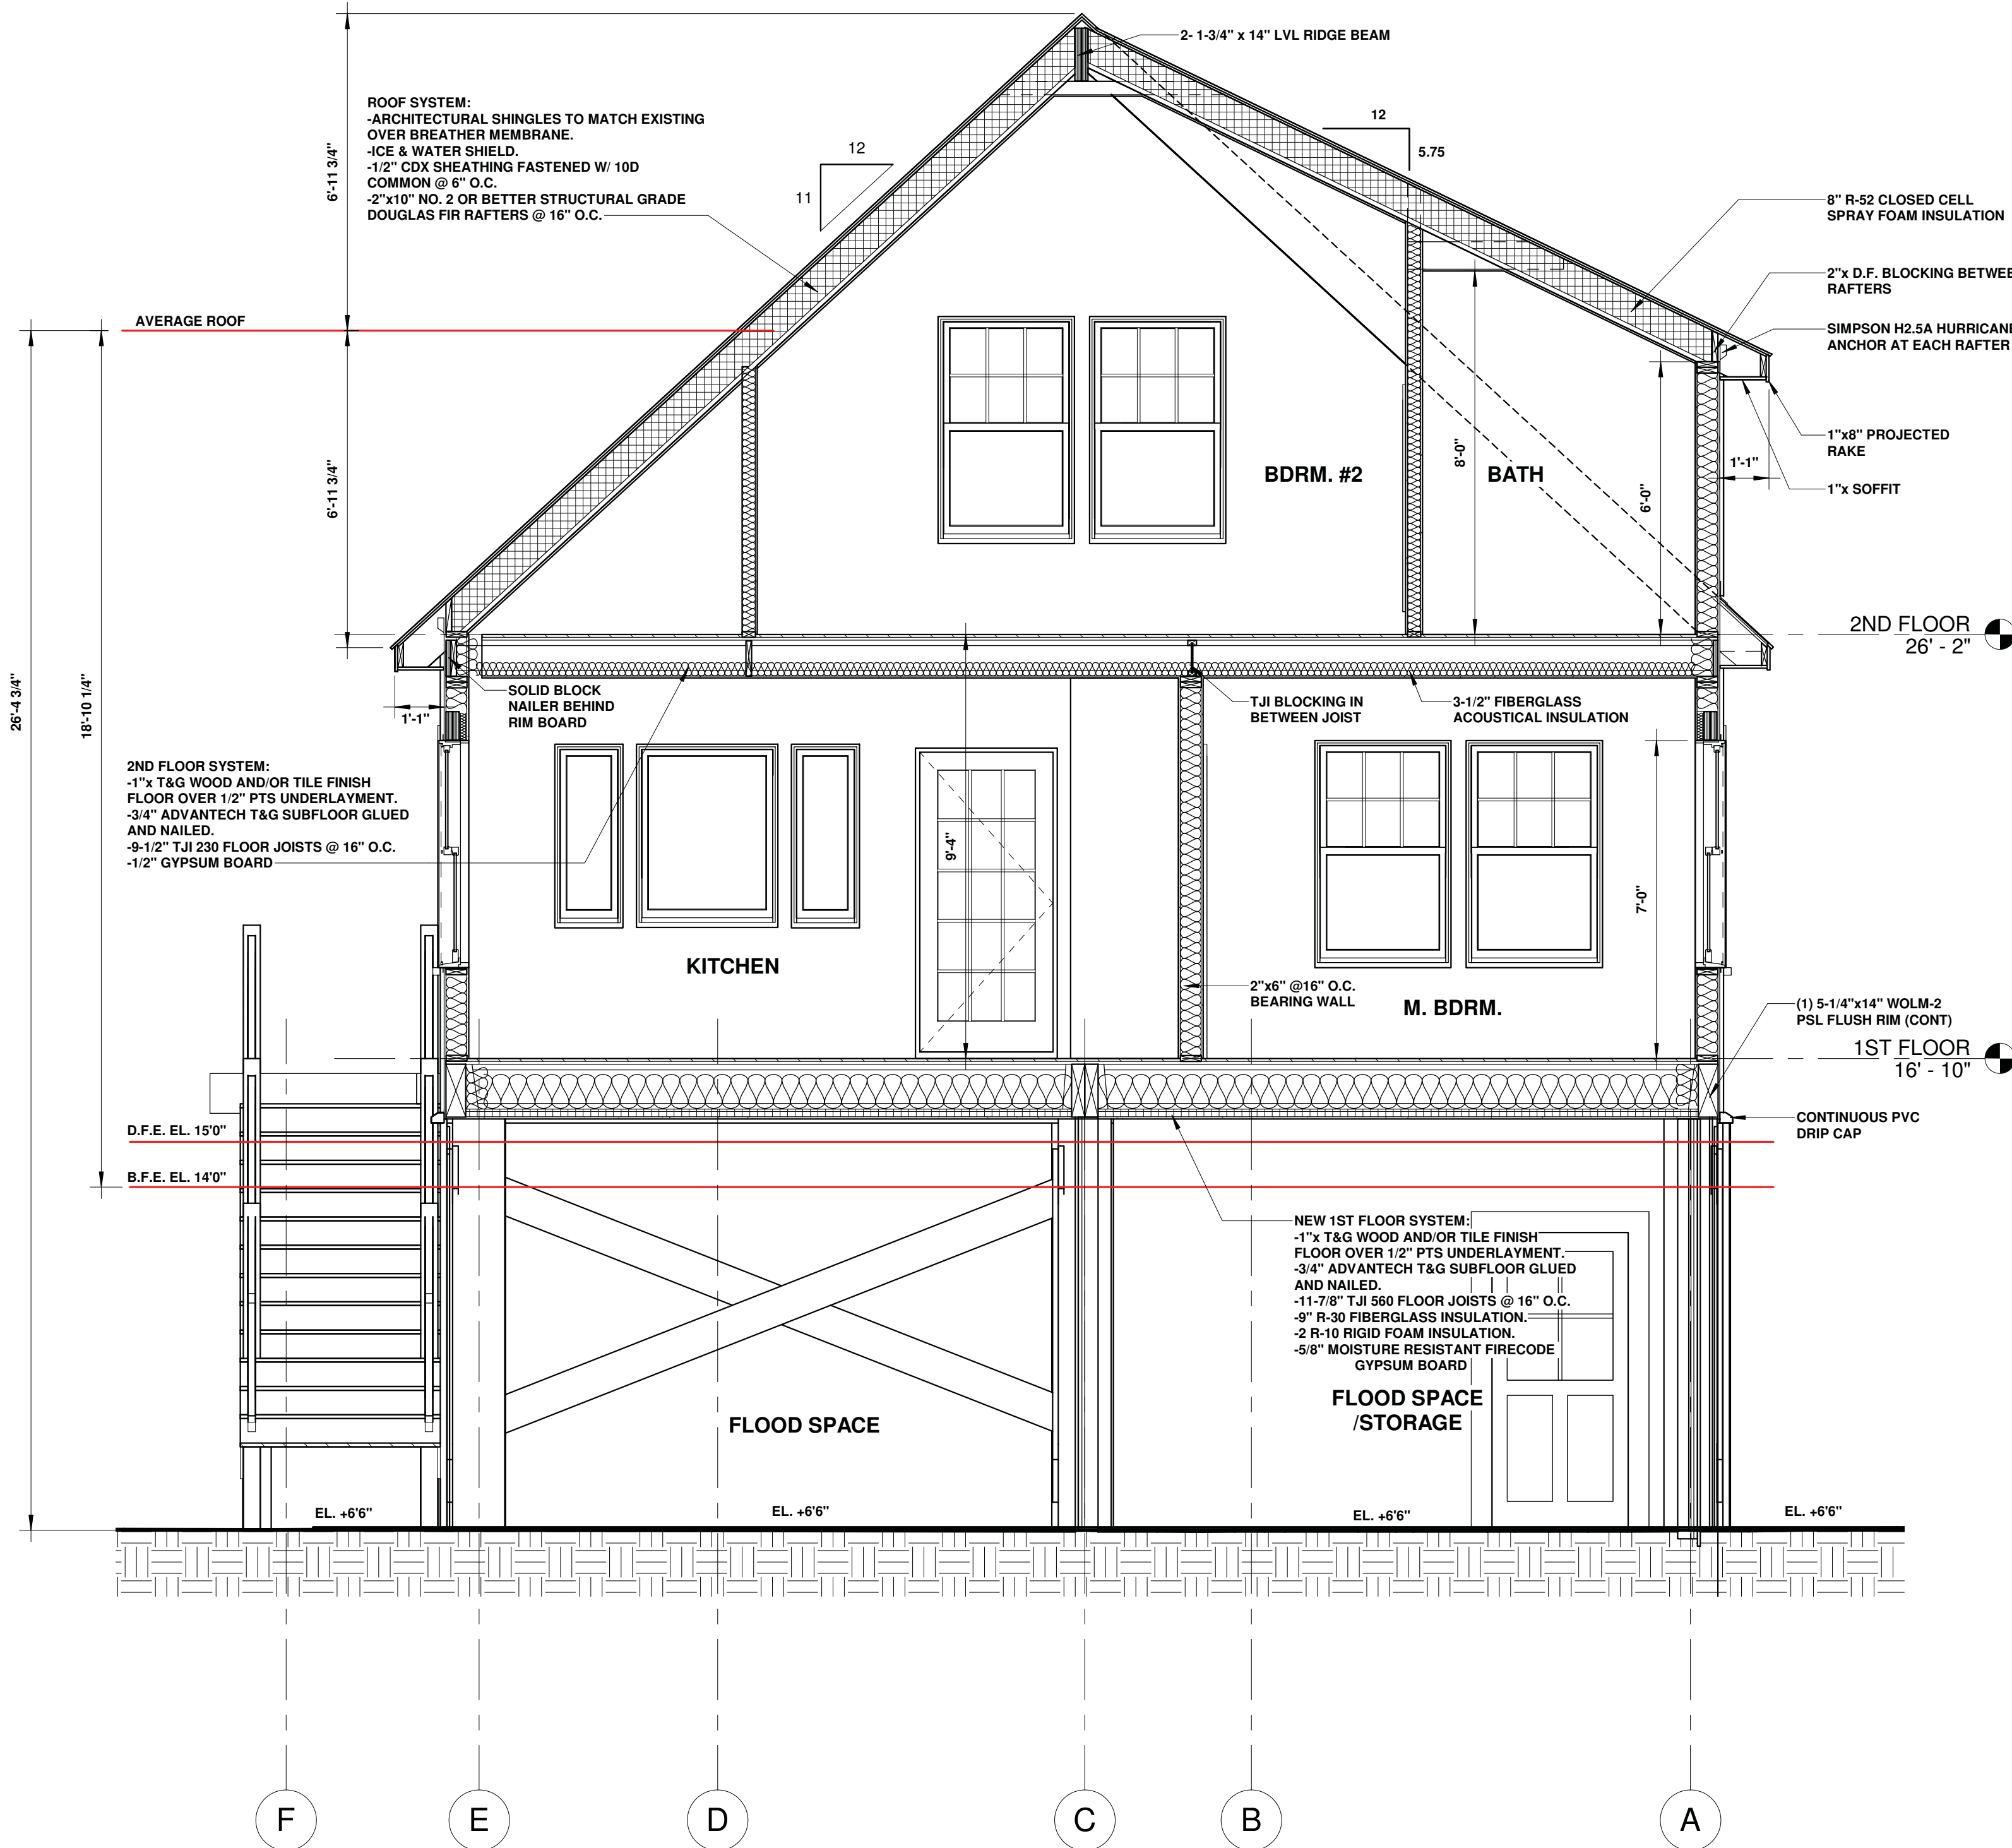 2- 1-3/4" x 14" LVL RIDGE BEAM
ROOF SYSTEM:
-ARCHITECTURAL SHINGLES TO MATCH EXISTING
OVER BREATHER MEMBRANE.
-ICE & WATER SHIELD.
-1/2" CDX SHEATHING FASTENED W/ 10D
COMMON @ 6" O.C.
-2"x10" NO. 2 OR BETTER STRUCTURAL GRADE
DOUGLAS FIR RAFTERS @ 16" O.C.
12
11
12
5.75
6'-11 3/4"
8" R-52 CLOSED CELL
SPRAY FOAM INSULATION
2"x D.F. BLOCKING BETWEE
RAFTERS
SIMPSON H2.5A HURRICANE
ANCHOR AT EACH RAFTER
AVERAGE ROOF
1"x8" PROJECTED
RAKE
1'-1"
1"x SOFFIT
6'-11 3/4"
BDRM. #2
8'-0"
BATH
6'-0"
2ND FLOOR
26' - 2"
26'-4 3/4"
18'-10 1/4"
1'-1"
SOLID BLOCK
NAILER BEHIND
RIM BOARD
TJI BLOCKING IN
BETWEEN JOIST
3-1/2" FIBERGLASS
ACOUSTICAL INSULATION
2ND FLOOR SYSTEM:
-1"x T&G WOOD AND/OR TILE FINISH
FLOOR OVER 1/2" PTS UNDERLAYMENT.
-3/4" ADVANTECH T&G SUBFLOOR GLUED
AND NAILED.
-9-1/2" TJI 230 FLOOR JOISTS @ 16" O.C.
-1/2" GYPSUM BOARD
9'-4"
7'-0"
KITCHEN
2"x6" @16" O.C.
BEARING WALL
M. BDRM.
(1) 5-1/4"x14" WOLM-2
PSL FLUSH RIM (CONT)
1ST FLOOR
16' - 10"
CONTINUOUS PVC
DRIP CAP
D.F.E. EL. 15'0"
B.F.E. EL. 14'0"
NEW 1ST FLOOR SYSTEM:
-1"x T&G WOOD AND/OR TILE FINISH
FLOOR OVER 1/2" PTS UNDERLAYMENT.
-3/4" ADVANTECH T&G SUBFLOOR GLUED
AND NAILED.
-11-7/8" TJI 560 FLOOR JOISTS @ 16" O.C.
-9" R-30 FIBERGLASS INSULATION.
-2 R-10 RIGID FOAM INSULATION.
-5/8" MOISTURE RESISTANT FIRECODE
GYPSUM BOARD
FLOOD SPACE
FLOOD SPACE
/STORAGE
EL. +6'6"
EL. +6'6"
EL. +6'6"
EL. +6'6"
F
E
D
C
B
A